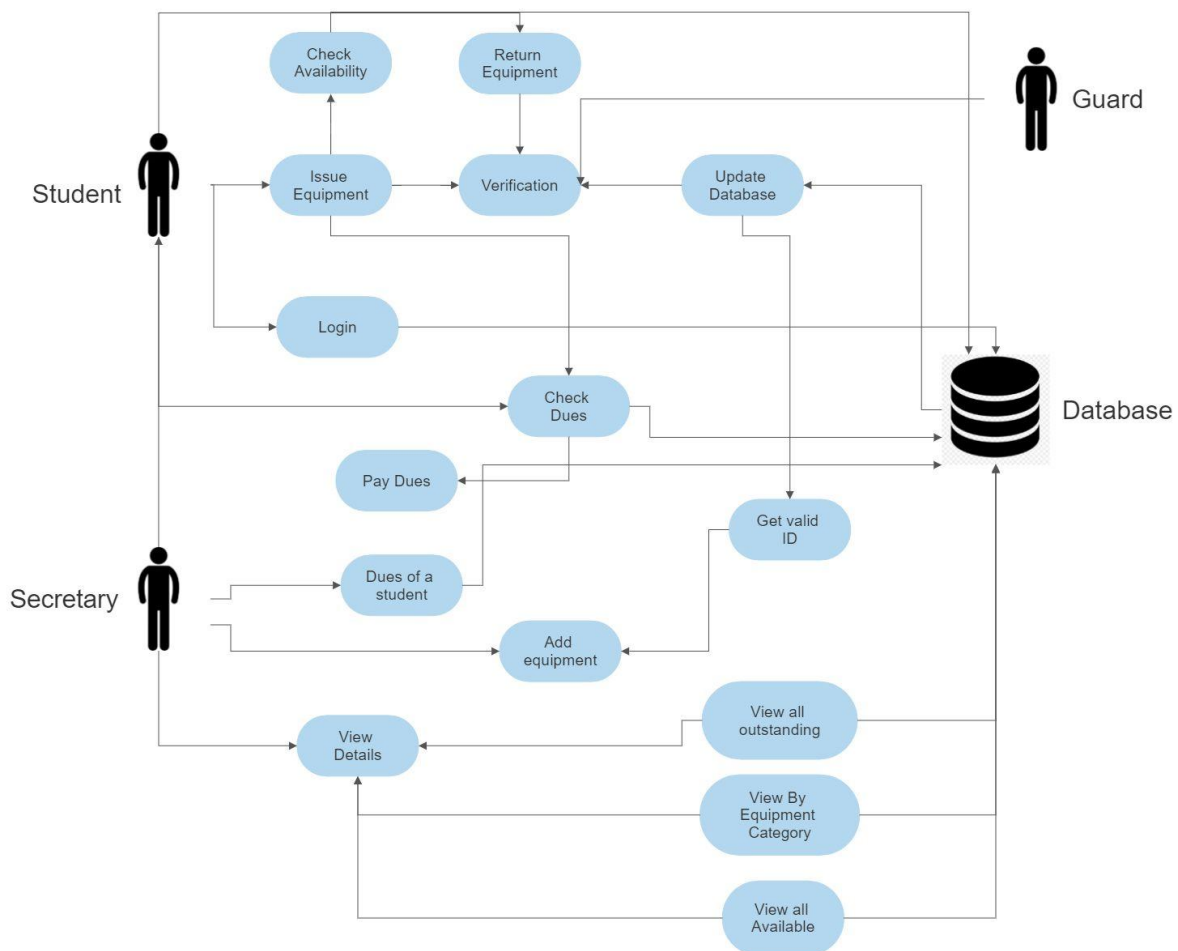 Check
Availability
Return
Equipment
Guard
Student
Issue
Equipment
Verification
Update
Database
Login
Check
Dues
Database
Pay Dues
Get valid
ID
Secretary
Dues of a
student
Add
equipment
View
Details
View all
outstanding
View By
Equipment
Category
View all
Available